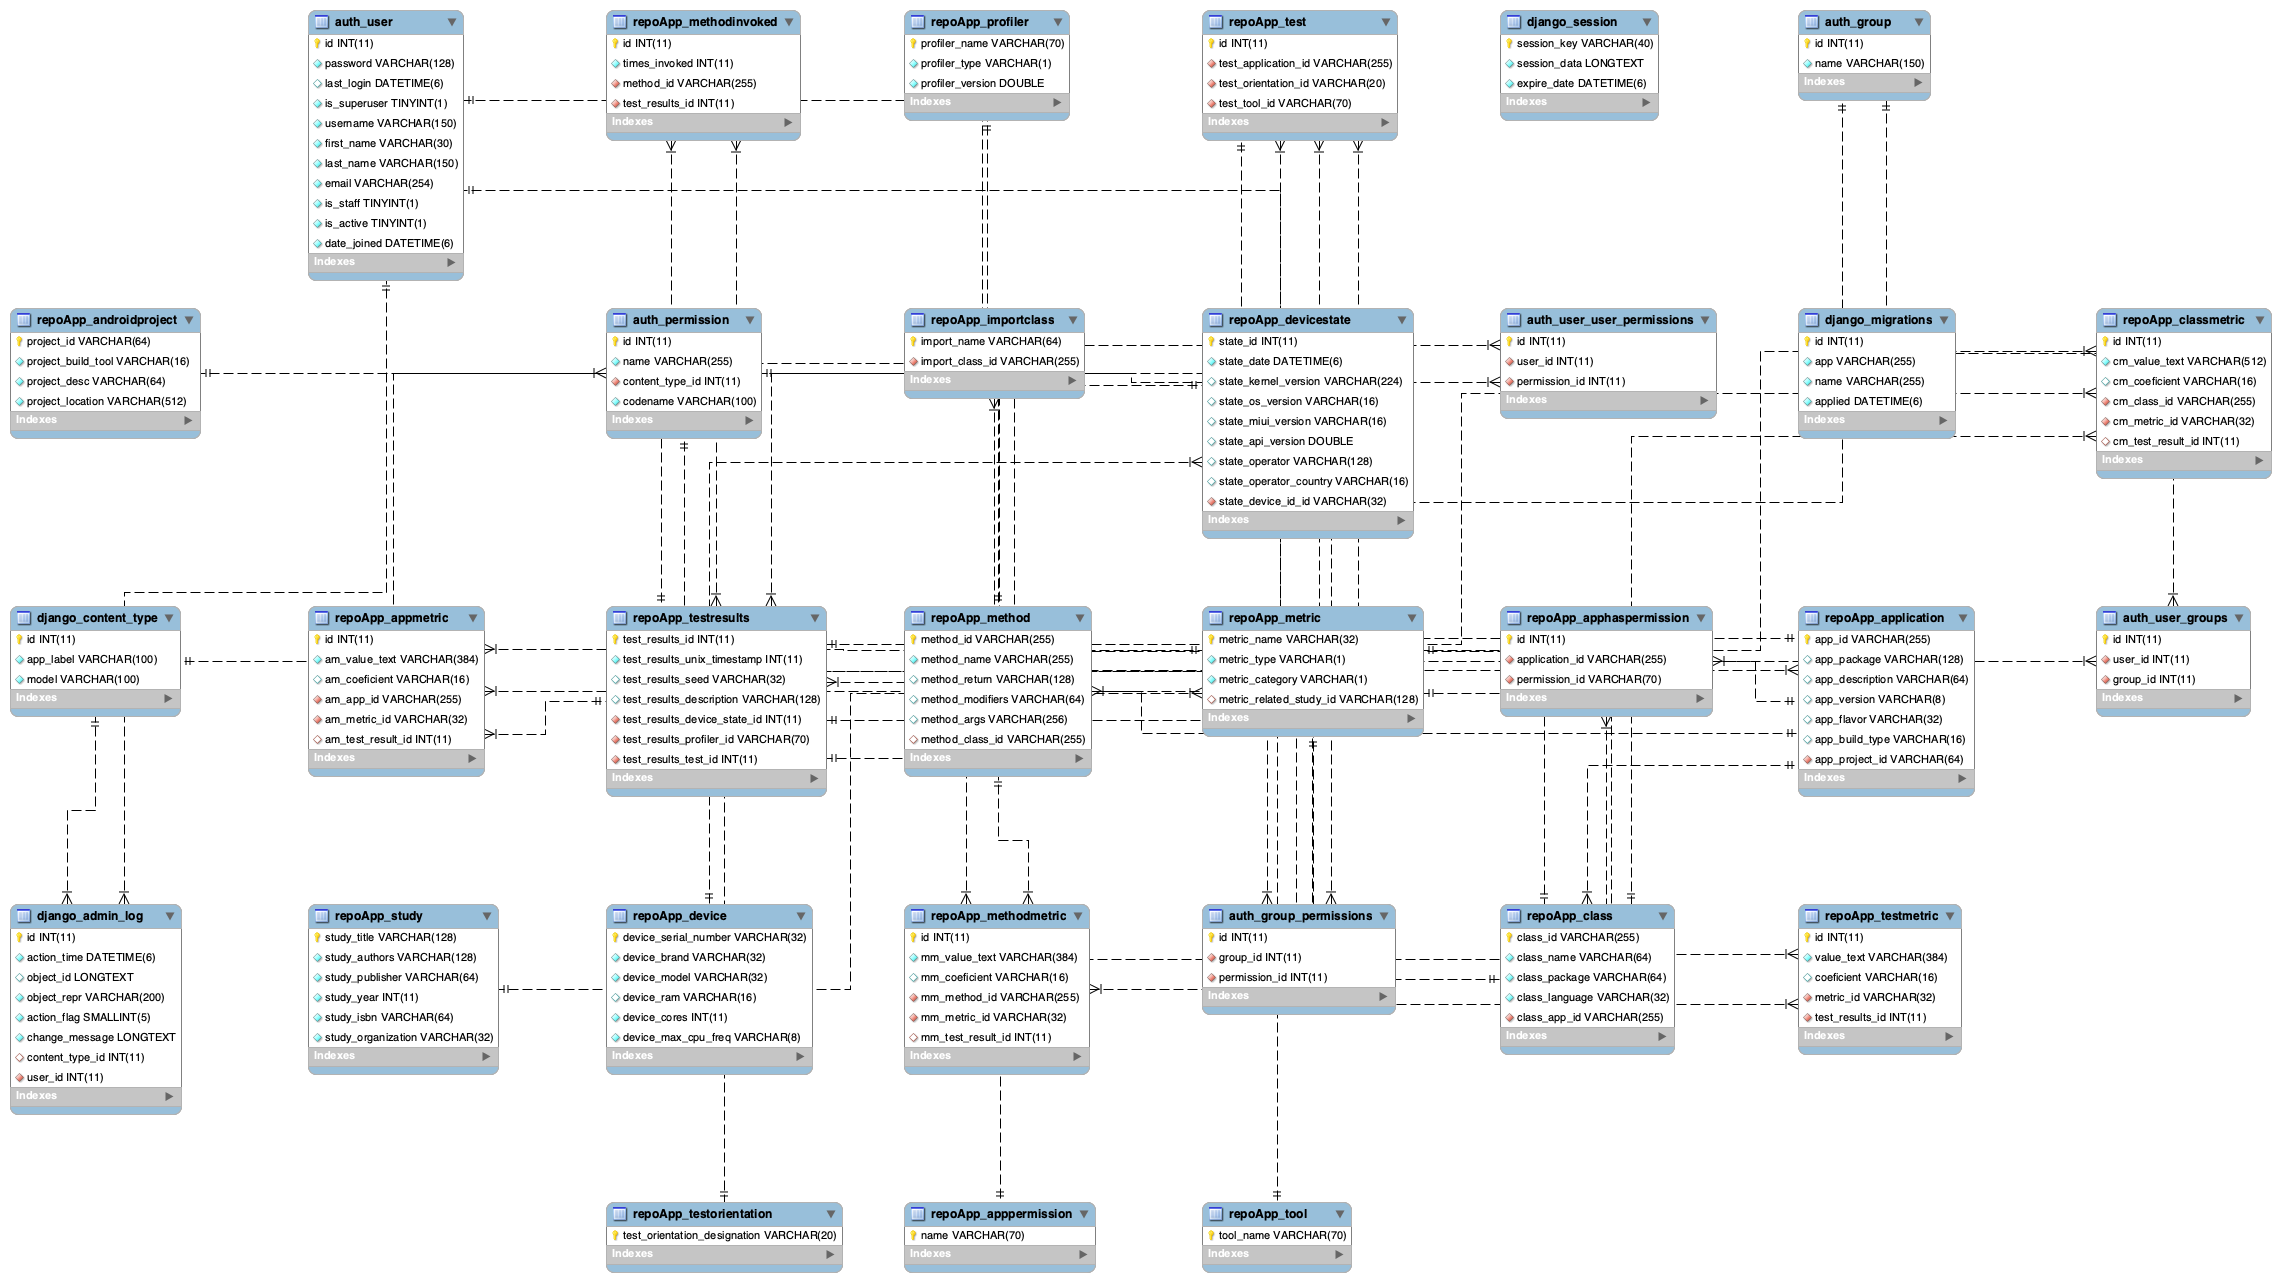 auth_user
id INT(11)
password VARCHAR(128)
last_login DATETIME(6)
is_superuser TINYINT(1)
username VARCHAR(150)
first_name VARCHAR(30)
last_name VARCHAR(150)
email VARCHAR(254)
is_staff TINYINT(1)
is_active TINYINT(1)
date_joined DATETIME(6)
Indexes
repoApp_methodinvoked
id INT(11)
times_invoked INT(11)
method_id VARCHAR(255)
test_results_id INT(11)
Indexes
repoApp_profiler
profiler_name VARCHAR(70)
profiler_type VARCHAR(1)
profiler_version DOUBLE
Indexes
repoApp_test
id INT(11)
test_application_id VARCHAR(255)
test_orientation_id VARCHAR(20)
test_tool_id VARCHAR(70)
Indexes
django_session
session_key VARCHAR(40)
session_data LONGTEXT
expire_date DATETIME(6)
Indexes
auth_group
id INT(11)
name VARCHAR(150)
Indexes
repoApp_androidproject
project_id VARCHAR(64)
project_build_tool VARCHAR(16)
project_desc VARCHAR(64)
project_location VARCHAR(512)
Indexes
auth_permission
id INT(11)
name VARCHAR(255)
content_type_id INT(11)
codename VARCHAR(100)
Indexes
repoApp_importclass
import_name VARCHAR(64)
import_class_id VARCHAR(255)
Indexes
repoApp_devicestate
state_id INT(11)
state_date DATETIME(6)
state_kernel_version VARCHAR(224)
state_os_version VARCHAR(16)
state_miui_version VARCHAR(16)
state_api_version DOUBLE
state_operator VARCHAR(128)
state_operator_country VARCHAR(16)
state_device_id_id VARCHAR(32)
Indexes
auth_user_user_permissions
id INT(11)
user_id INT(11)
permission_id INT(11)
Indexes
django_migrations
id INT(11)
app VARCHAR(255)
name VARCHAR(255)
applied DATETIME(6)
Indexes
repoApp_classmetric
id INT(11)
cm_value_text VARCHAR(512)
cm_coeficient VARCHAR(16)
cm_class_id VARCHAR(255)
cm_metric_id VARCHAR(32)
cm_test_result_id INT(11)
Indexes
django_content_type
id INT(11)
app_label VARCHAR(100)
model VARCHAR(100)
Indexes
repoApp_appmetric
id INT(11)
am_value_text VARCHAR(384)
am_coeficient VARCHAR(16)
am_app_id VARCHAR(255)
am_metric_id VARCHAR(32)
am_test_result_id INT(11)
Indexes
repoApp_testresults
test_results_id INT(11)
test_results_unix_timestamp INT(11)
test_results_seed VARCHAR(32)
test_results_description VARCHAR(128)
test_results_device_state_id INT(11)
test_results_profiler_id VARCHAR(70)
test_results_test_id INT(11)
Indexes
repoApp_method
method_id VARCHAR(255)
method_name VARCHAR(255)
method_return VARCHAR(128)
method_modifiers VARCHAR(64)
method_args VARCHAR(256)
method_class_id VARCHAR(255)
Indexes
repoApp_metric
metric_name VARCHAR(32)
metric_type VARCHAR(1)
metric_category VARCHAR(1)
metric_related_study_id VARCHAR(128)
Indexes
repoApp_apphaspermission
id INT(11)
application_id VARCHAR(255)
permission_id VARCHAR(70)
Indexes
repoApp_application
app_id VARCHAR(255)
app_package VARCHAR(128)
app_description VARCHAR(64)
app_version VARCHAR(8)
app_flavor VARCHAR(32)
app_build_type VARCHAR(16)
app_project_id VARCHAR(64)
Indexes
auth_user_groups
id INT(11)
user_id INT(11)
group_id INT(11)
Indexes
django_admin_log
id INT(11)
action_time DATETIME(6)
object_id LONGTEXT
object_repr VARCHAR(200)
action_flag SMALLINT(5)
change_message LONGTEXT
content_type_id INT(11)
user_id INT(11)
Indexes
repoApp_study
study_title VARCHAR(128)
study_authors VARCHAR(128)
study_publisher VARCHAR(64)
study_year INT(11)
study_isbn VARCHAR(64)
study_organization VARCHAR(32)
Indexes
repoApp_device
device_serial_number VARCHAR(32)
device_brand VARCHAR(32)
device_model VARCHAR(32)
device_ram VARCHAR(16)
device_cores INT(11)
device_max_cpu_freq VARCHAR(8)
Indexes
repoApp_methodmetric
id INT(11)
mm_value_text VARCHAR(384)
mm_coeficient VARCHAR(16)
mm_method_id VARCHAR(255)
mm_metric_id VARCHAR(32)
mm_test_result_id INT(11)
Indexes
auth_group_permissions
id INT(11)
group_id INT(11)
permission_id INT(11)
Indexes
repoApp_class
class_id VARCHAR(255)
class_name VARCHAR(64)
class_package VARCHAR(64)
class_language VARCHAR(32)
class_app_id VARCHAR(255)
Indexes
repoApp_testmetric
id INT(11)
value_text VARCHAR(384)
coeficient VARCHAR(16)
metric_id VARCHAR(32)
test_results_id INT(11)
Indexes
repoApp_testorientation
test_orientation_designation VARCHAR(20)
Indexes
repoApp_apppermission
name VARCHAR(70)
Indexes
repoApp_tool
tool_name VARCHAR(70)
Indexes